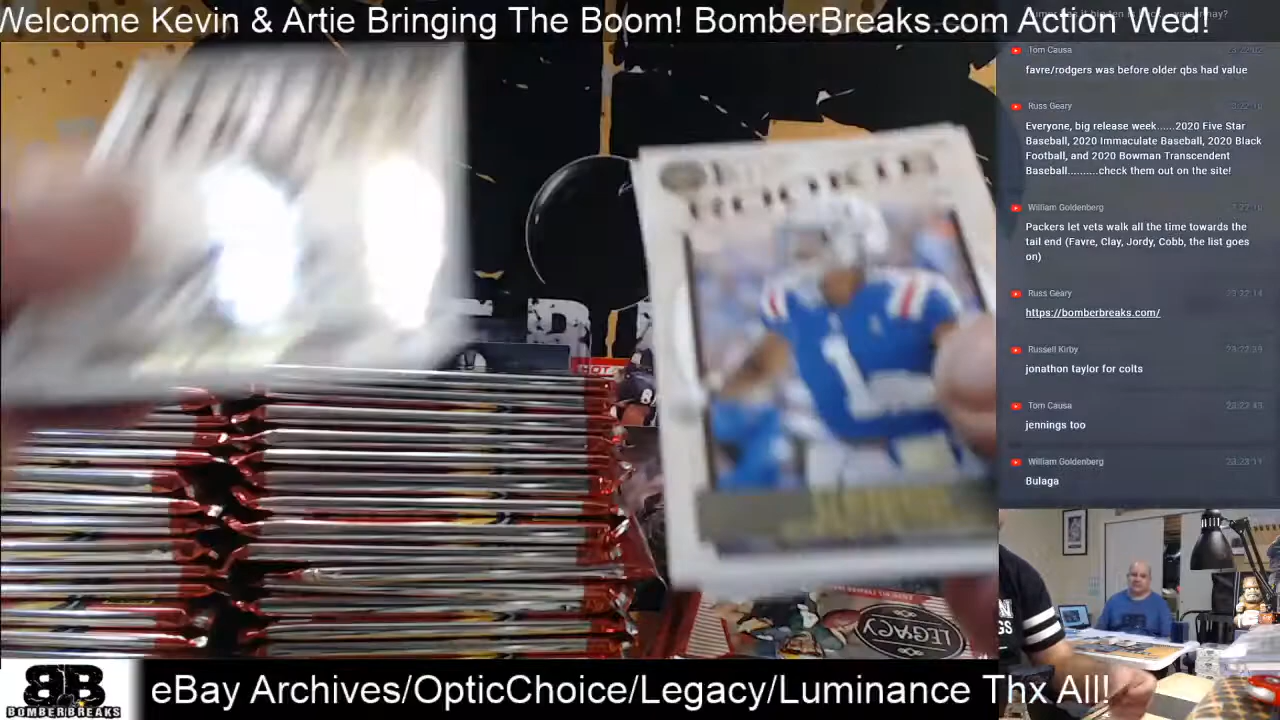 Welcome Kevin & Artie Bringing The Boom! BomberBreaks.com Action Wed!
Tom Causa
favre/rodgers was before older qbs had value
Russ Geary
Everyone, big release week......2020 Five Star
Baseball, 2020 Immaculate Baseball, 2020 Black
Football, and 2020 Bowman Transcendent
Baseball..........check them out on the site!
William Goldenberg
Packers let vets walk all the time towards the
tail end (Favre, Clay, Jordy, Cobb, the list goes
on)
Russ Geary
https://bomberbreaks.com/
Russell Kirby
jonathon taylor for colts
Tom Causa
jennings too
William Goldenberg
Bulaga
ROOKIE
1
HOT
LEGACY
BB
BOMBERBREAKS
eBay Archives/OpticChoice/Legacy/Luminance Thx All!